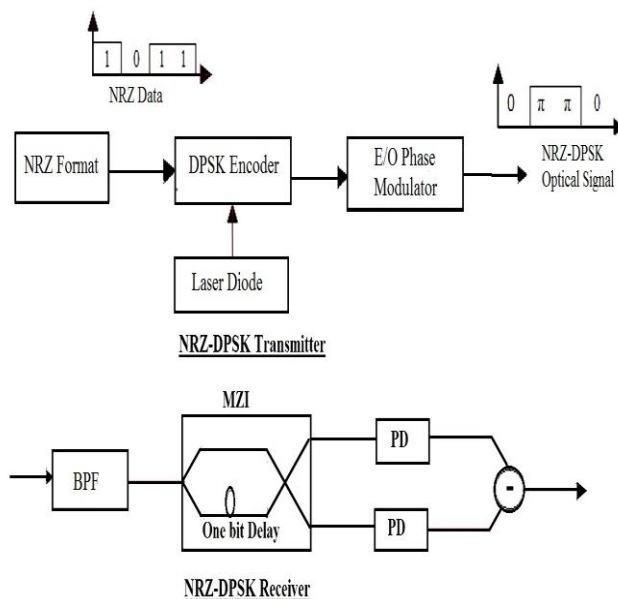 1 0 1 1
NRZ Data
0 π π 0
NRZ-DPSK
Optical Signal
NRZ Format
DPSK Encoder
E/O Phase
Modulator
Laser Diode
NRZ-DPSK Transmitter
MZI
BPF
One bit Delay
PD
PD
-
NRZ-DPSK Receiver